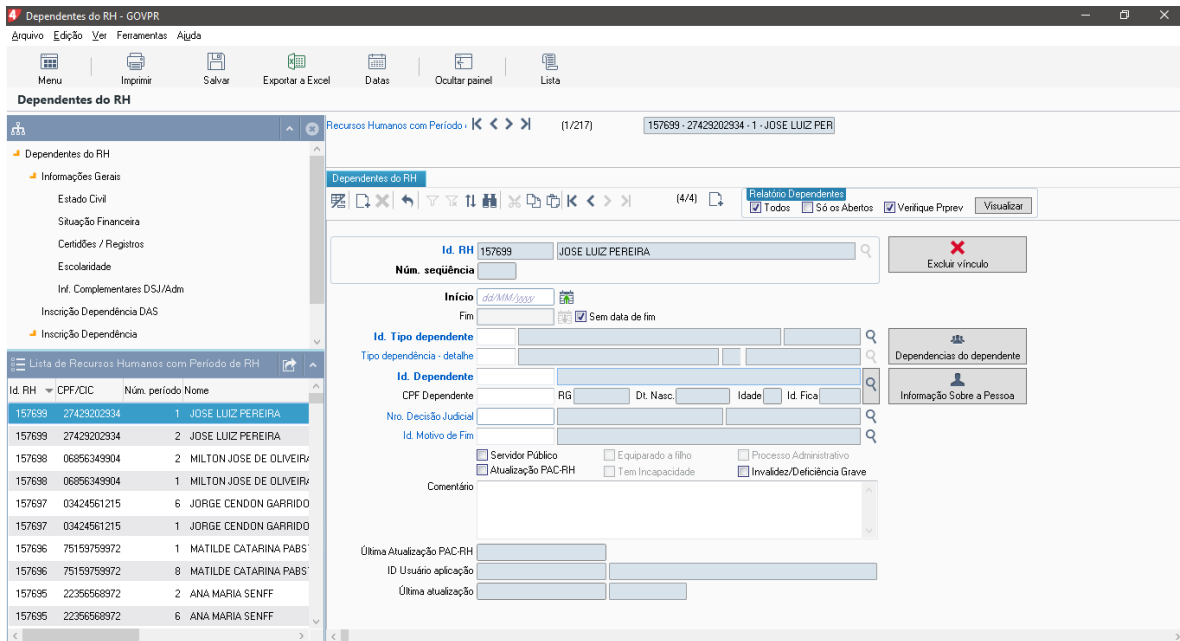 Dependentes do RH - GOVPR
Arquivo Edição Ver Ferramentas Ajuda
Menu Imprimir Salvar Exportar a Excel Datas Ocultar painel Lista
Dependentes do RH
Recursos Humanos com Período (1/217) 157699 - 27429202934 - 1 - JOSE LUIZ PER
Dependentes do RH
Informações Gerais
Estado Civil
Situação Financeira
Certidões / Registros
Escolaridade
Inf. Complementares DSJ/Adm
Inscrição Dependência DAS
Inscrição Dependência
Lista de Recursos Humanos com Período de RH
Id. RH CPF/CIC Núm. período Nome
157699 27429202934 1 JOSE LUIZ PEREIRA
157699 27429202934 2 JOSE LUIZ PEREIRA
157698 06856349904 2 MILTON JOSE DE OLIVEIRA
157698 06856349904 1 MILTON JOSE DE OLIVEIRA
157697 03424561215 6 JORGE CENDON GARRIDO
157697 03424561215 1 JORGE CENDON GARRIDO
157696 75159759972 1 MATILDE CATARINA PABS
157696 75159759972 8 MATILDE CATARINA PABS
157695 22356568972 2 ANA MARIA SENFF
157695 22356568972 6 ANA MARIA SENFF
Dependentes do RH
(4/4)
Relatório Dependentes
Todos Só os Abertos Verifique Prprev Visualizar
Id. RH 157699 JOSE LUIZ PEREIRA
Núm. seqüência
Excluir vínculo
Início dd/MM/yyyy
Fim Sem data de fim
Id. Tipo dependente
Tipo dependência - detalhe
Dependencias do dependente
Id. Dependente
CPF Dependente RG Dt. Nasc. Idade Id. Fica
Informação Sobre a Pessoa
Nro. Decisão Judicial
Id. Motivo de Fim
Servidor Público Equiparado a filho Processo Administrativo
Atualização PAC-RH Tem Incapacidade Invalidez/Deficiência Grave
Comentário
Última Atualização PAC-RH
ID Usuário aplicação
Última atualização